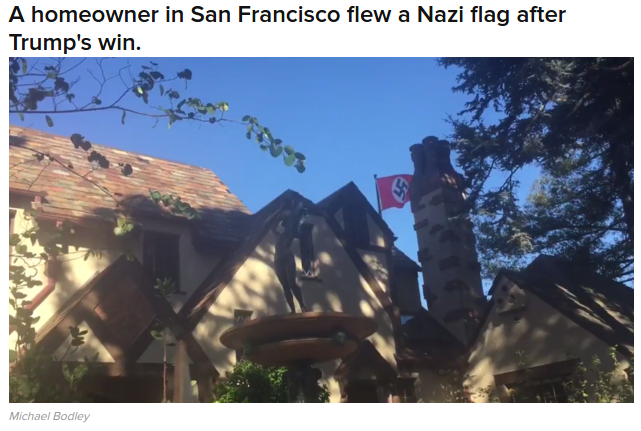 A homeowner in San Francisco flew a Nazi flag after
Trump's win.
Michael Bodley